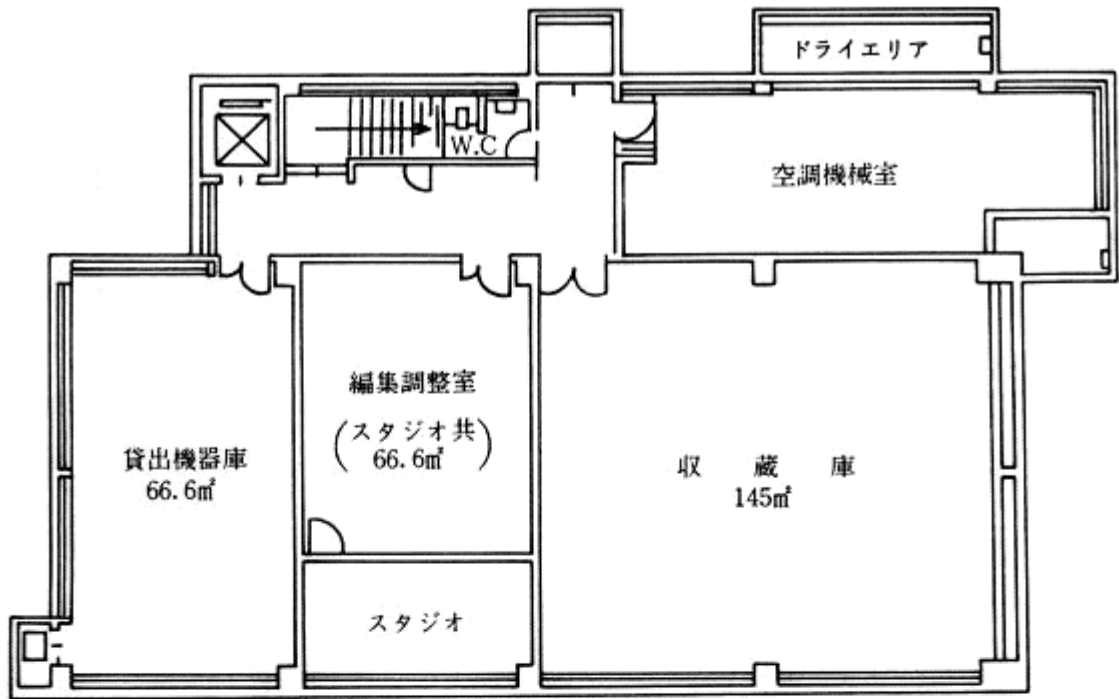 ドライエリア
W.C
空調機械室
編集調整室
(スタジオ共)
66.6㎡
貸出機器庫
66.6㎡
収蔵庫
145㎡
スタジオ